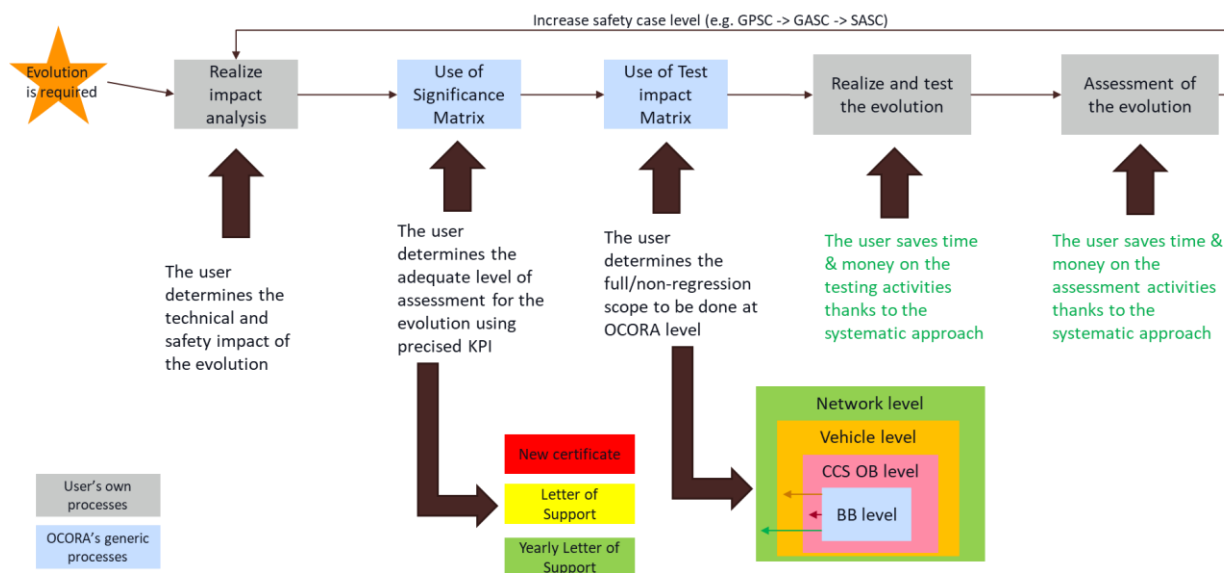 Increase safety case level (e.g. GPSC -> GASC -> SASC)
Evolution
is required
Realize
impact
analysis
Use of
Significance
Matrix
Use of Test
impact
Matrix
Realize and test
the evolution
Assessment of
the evolution
The user
determines the
technical and
safety impact of
the evolution
The user
determines the
adequate level of
assessment for the
evolution using
precised KPI
The user
determines the
full/non-regression
scope to be done at
OCORA level
The user saves time
& money on the
testing activities
thanks to the
systematic approach
The user saves time &
money on the
assessment activities
thanks to the
systematic approach
New certificate
Letter of
Support
Yearly Letter of
Support
Network level
Vehicle level
CCS OB level
BB level
User's own
processes
OCORA's generic
processes